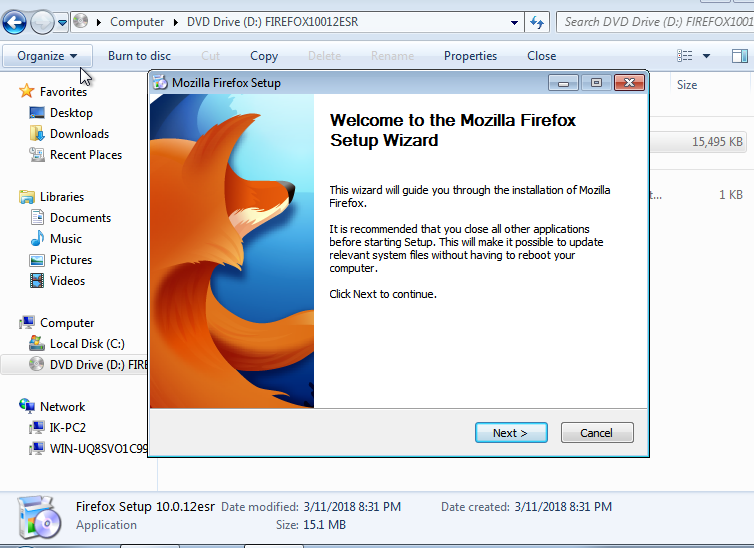 Computer DVD Drive (D:) FIREFOX10012ESR
Search DVD Drive (D:) FIREFOX1001
Organize Burn to disc Cut Copy Delete Rename Properties Close
Favorites
Desktop
Downloads
Recent Places
Libraries
Documents
Music
Pictures
Videos
Computer
Local Disk (C:)
DVD Drive (D:) FIRE
Network
IK-PC2
WIN-UQ8SVO1C99
Mozilla Firefox Setup
Welcome to the Mozilla Firefox
Setup Wizard
This wizard will guide you through the installation of Mozilla
Firefox.
It is recommended that you close all other applications
before starting Setup. This will make it possible to update
relevant system files without having to reboot your
computer.
Click Next to continue.
Next > Cancel
Size
15,495 KB
t... 1 KB
Firefox Setup 10.0.12esr Date modified: 3/11/2018 8:31 PM Date created: 3/11/2018 8:31 PM
Application Size: 15.1 MB